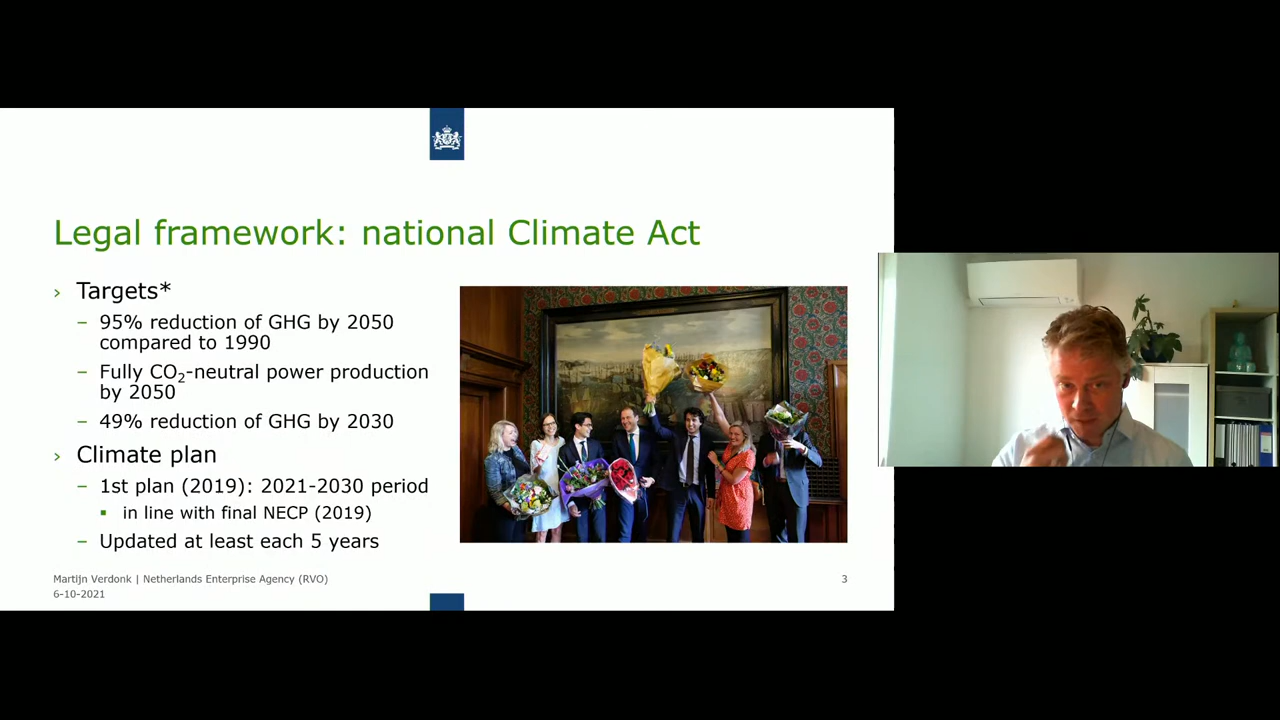 Legal framework: national Climate Act
› Targets*
– 95% reduction of GHG by 2050
compared to 1990
– Fully CO₂-neutral power production
by 2050
– 49% reduction of GHG by 2030
› Climate plan
– 1st plan (2019): 2021-2030 period
▪ in line with final NECP (2019)
– Updated at least each 5 years
Martijn Verdonk | Netherlands Enterprise Agency (RVO)
3
6-10-2021